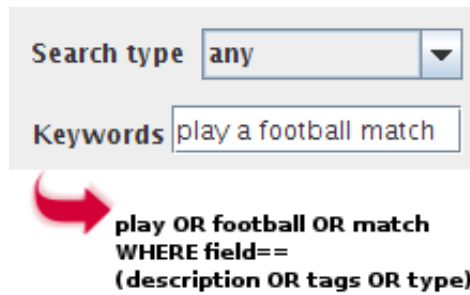 Search type any
Keywords play a football match
play OR football OR match
WHERE field==
(description OR tags OR type)